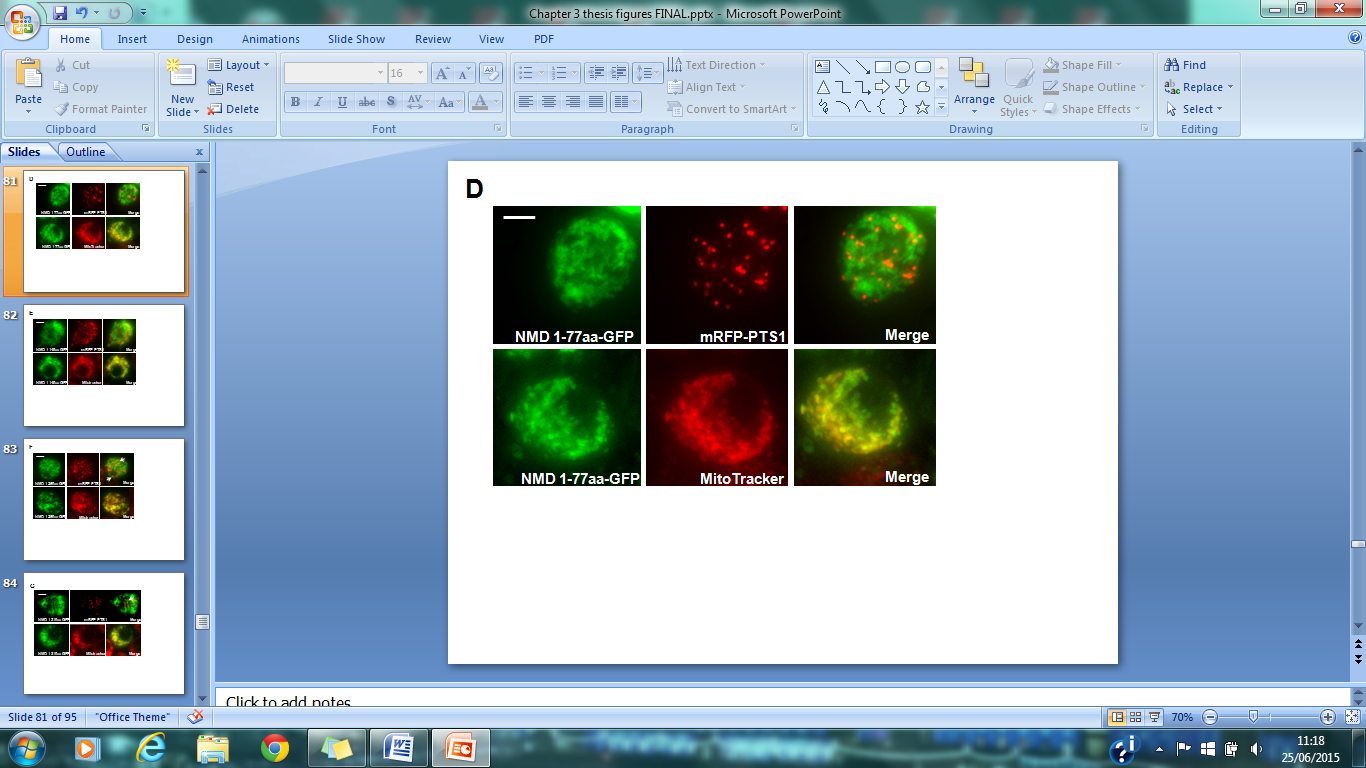 Chapter 3 thesis figures FINAL.pptx - Microsoft PowerPoint
Home Insert Design Animations Slide Show Review View PDF
Paste
Cut
Copy
Format Painter
Clipboard
New Slide
Layout
Reset
Delete
Slides
16
B I U abc S AV Aa A
Font
Paragraph
Text Direction
Align Text
Convert to SmartArt
Arrange
Quick Styles
Shape Fill
Shape Outline
Shape Effects
Drawing
Find
Replace
Select
Editing
Slides Outline x
81
82
83
84
D
NMD 1-77aa-GFP mRFP-PTS1 Merge
NMD 1-77aa-GFP MitoTracker Merge
Click to add notes
Slide 81 of 95 "Office Theme" 70%
11:18
25/06/2015